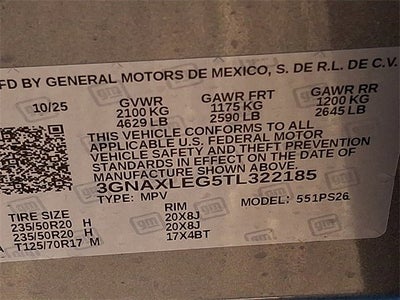 MFD BY GENERAL MOTORS DE MEXICO, S. DE R.L. DE C.V.
10/25 GVWR GAWR FRT GAWR RR
2100 KG 1175 KG 1200 KG
4629 LB 2590 LB 2645 LB
THIS VEHICLE CONFORMS TO ALL
APPLICABLE U.S. FEDERAL MOTOR
VEHICLE SAFETY AND THEFT PREVENTION
STANDARDS IN EFFECT ON THE DATE OF
MANUFACTURE SHOWN ABOVE
3GNAXLEG5TL322185
TYPE: MPV MODEL: 551PS26
TIRE SIZE RIM
235/50R20 H 20X8J
235/50R20 H 20X8J
T125/70R17 M 17X4BT